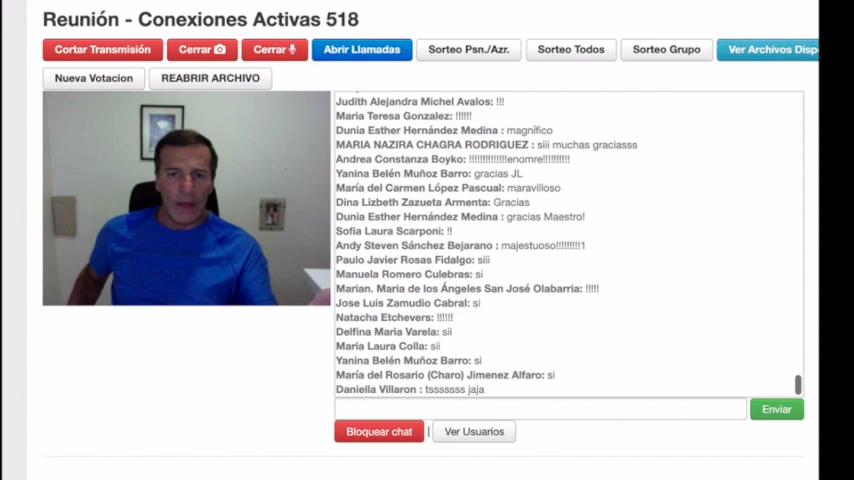 Reunión - Conexiones Activas 518
Cortar Transmisión Cerrar Cerrar Abrir Llamadas Sorteo Psn./Azr. Sorteo Todos Sorteo Grupo Ver Archivos Disp
Nueva Votacion REABRIR ARCHIVO
Judith Alejandra Michel Avalos: !!!
Maria Teresa Gonzalez: !!!!!!
Dunia Esther Hernández Medina : magnífico
MARIA NAZIRA CHAGRA RODRIGUEZ : siii muchas graciasss
Andrea Constanza Boyko: !!!!!!!!!!!!!!enomre!!!!!!!!!!
Yanina Belén Muñoz Barro: gracias JL
María del Carmen López Pascual: maravilloso
Dina Lizbeth Zazueta Armenta: Gracias
Dunia Esther Hernández Medina : gracias Maestro!
Sofia Laura Scarponi: !!
Andy Steven Sánchez Bejarano : majestuoso!!!!!!!!!1
Paulo Javier Rosas Fidalgo: siii
Manuela Romero Culebras: si
Marian. Maria de los Ángeles San José Olabarria: !!!!!
Jose Luis Zamudio Cabral: si
Natacha Etchevers: !!!!!!
Delfina Maria Varela: sii
María Laura Colla: sii
Yanina Belén Muñoz Barro: si
María del Rosario (Charo) Jimenez Alfaro: si
Daniella Villaron : tsssssss jaja
Enviar
Bloquear chat | Ver Usuarios